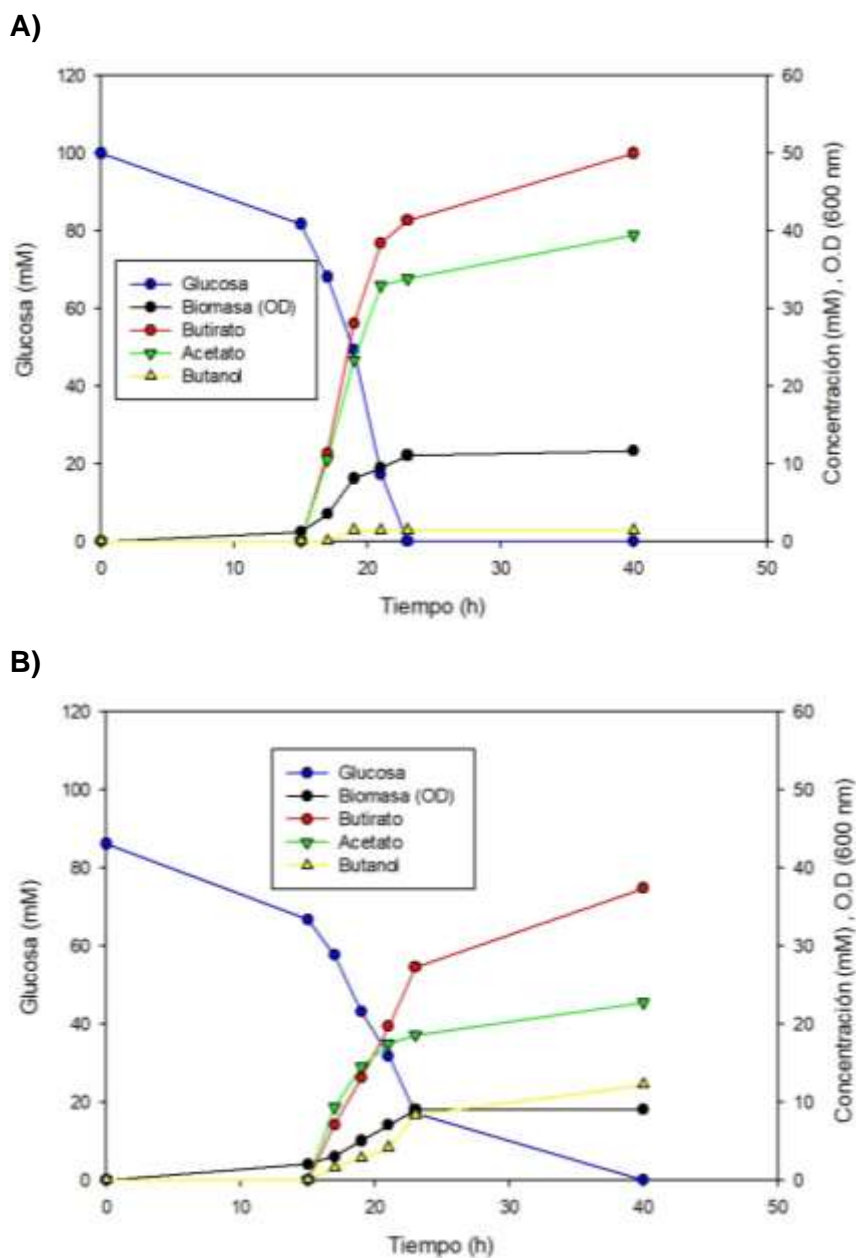 A)
120
100
80
60
40
20
0
Glucosa (mM)
Glucosa
Biomasa (OD)
Butirato
Acetato
Butanol
60
50
40
30
20
10
0
Concentración (mM) , O.D (600 nm)
0 10 20 30 40 50
Tiempo (h)
B)
120
100
80
60
40
20
0
Glucosa (mM)
Glucosa
Biomasa (OD)
Butirato
Acetato
Butanol
60
50
40
30
20
10
0
Concentración (mM) , O.D (600 nm)
0 10 20 30 40 50
Tiempo (h)